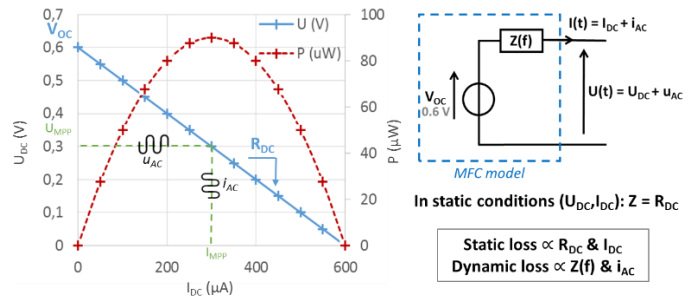 V_OC
U (V)
P (uW)
0,7
0,6
0,5
0,4
0,3
0,2
0,1
0
U_DC (V)
U_MPP
u_AC
i_AC
R_DC
I_MPP
0
200
400
600
I_DC (µA)
100
80
60
40
20
0
P (µW)
I(t) = I_DC + i_AC
Z(f)
V_OC
0.6 V
U(t) = U_DC + u_AC
MFC model
In static conditions (U_DC,I_DC): Z = R_DC
Static loss ∝ R_DC & I_DC
Dynamic loss ∝ Z(f) & i_AC